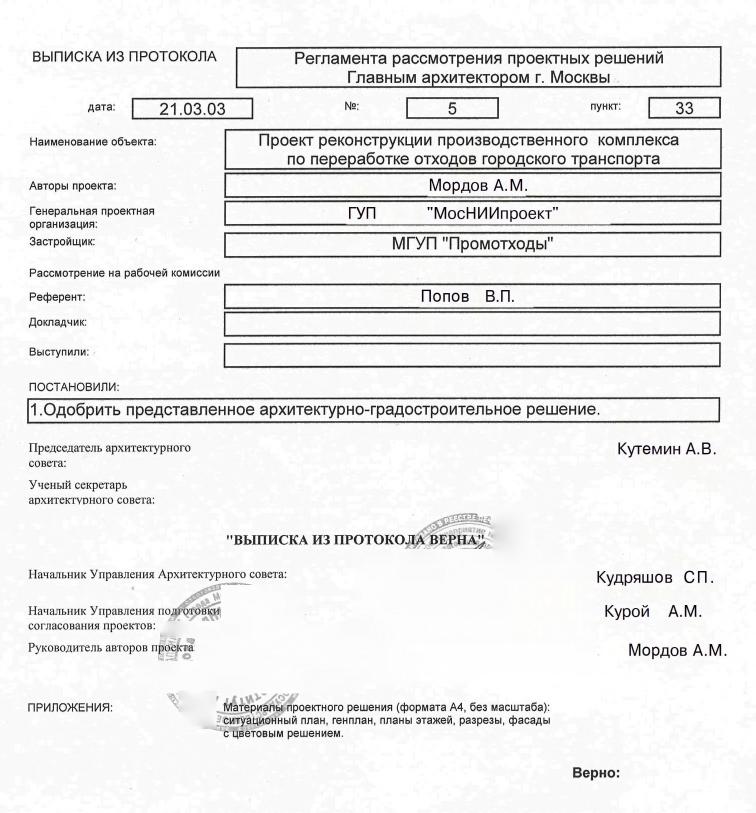 ВЫПИСКА ИЗ ПРОТОКОЛА
Регламента рассмотрения проектных решений
Главным архитектором г. Москвы
дата: 21.03.03 №: 5 пункт: 33
Наименование объекта:
Проект реконструкции производственного комплекса
по переработке отходов городского транспорта
Авторы проекта: Мордов А.М.
Генеральная проектная
организация:
ГУП "МосНИИпроект"
Застройщик: МГУП "Промотходы"
Рассмотрение на рабочей комиссии
Референт: Попов В.П.
Докладчик:
Выступили:
ПОСТАНОВИЛИ:
1.Одобрить представленное архитектурно-градостроительное решение.
Председатель архитектурного
совета:
Кутемин А.В.
Ученый секретарь
архитектурного совета:
"ВЫПИСКА ИЗ ПРОТОКОЛА ВЕРНА"
Начальник Управления Архитектурного совета: Кудряшов СП.
Начальник Управления подготовки
согласования проектов:
Курой А.М.
Руководитель авторов проекта Мордов А.М.
ПРИЛОЖЕНИЯ:
Материалы проектного решения (формата А4, без масштаба):
ситуационный план, генплан, планы этажей, разрезы, фасады
с цветовым решением.
Верно: